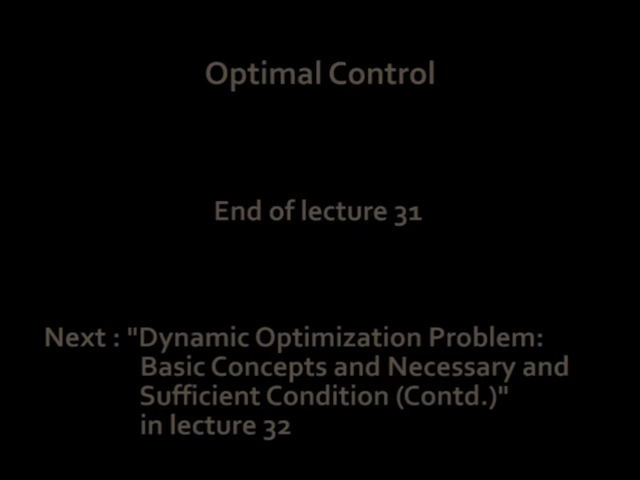 Optimal Control
End of lecture 31
Next : "Dynamic Optimization Problem:
Basic Concepts and Necessary and
Sufficient Condition (Contd.)"
in lecture 32